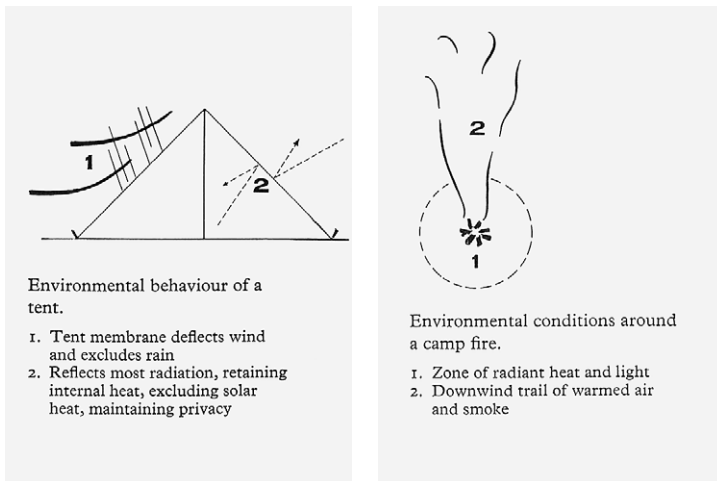 1
2
Environmental behaviour of a
tent.
1. Tent membrane deflects wind
and excludes rain
2. Reflects most radiation, retaining
internal heat, excluding solar
heat, maintaining privacy
2
1
Environmental conditions around
a camp fire.
1. Zone of radiant heat and light
2. Downwind trail of warmed air
and smoke